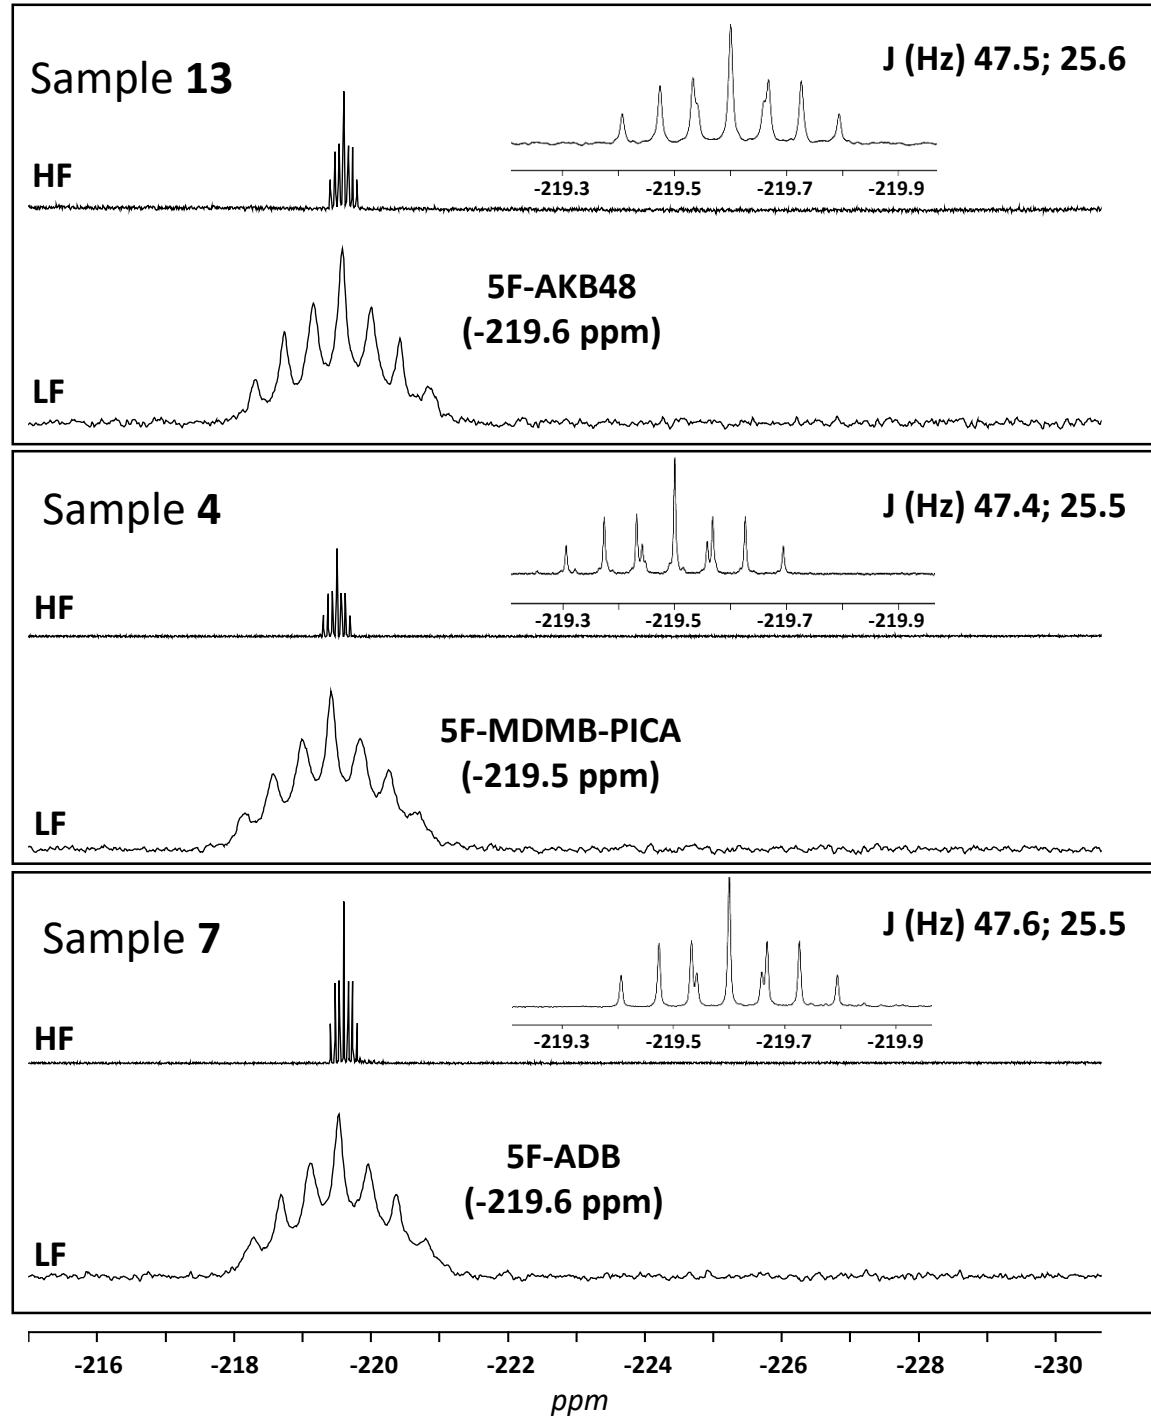 Sample 13
J (Hz) 47.5; 25.6
HF
-219.3 -219.5 -219.7 -219.9
5F-AKB48
(-219.6 ppm)
LF
Sample 4
J (Hz) 47.4; 25.5
HF
-219.3 -219.5 -219.7 -219.9
5F-MDMB-PICA
(-219.5 ppm)
LF
Sample 7
J (Hz) 47.6; 25.5
HF
-219.3 -219.5 -219.7 -219.9
5F-ADB
(-219.6 ppm)
LF
-216 -218 -220 -222 -224 -226 -228 -230
ppm